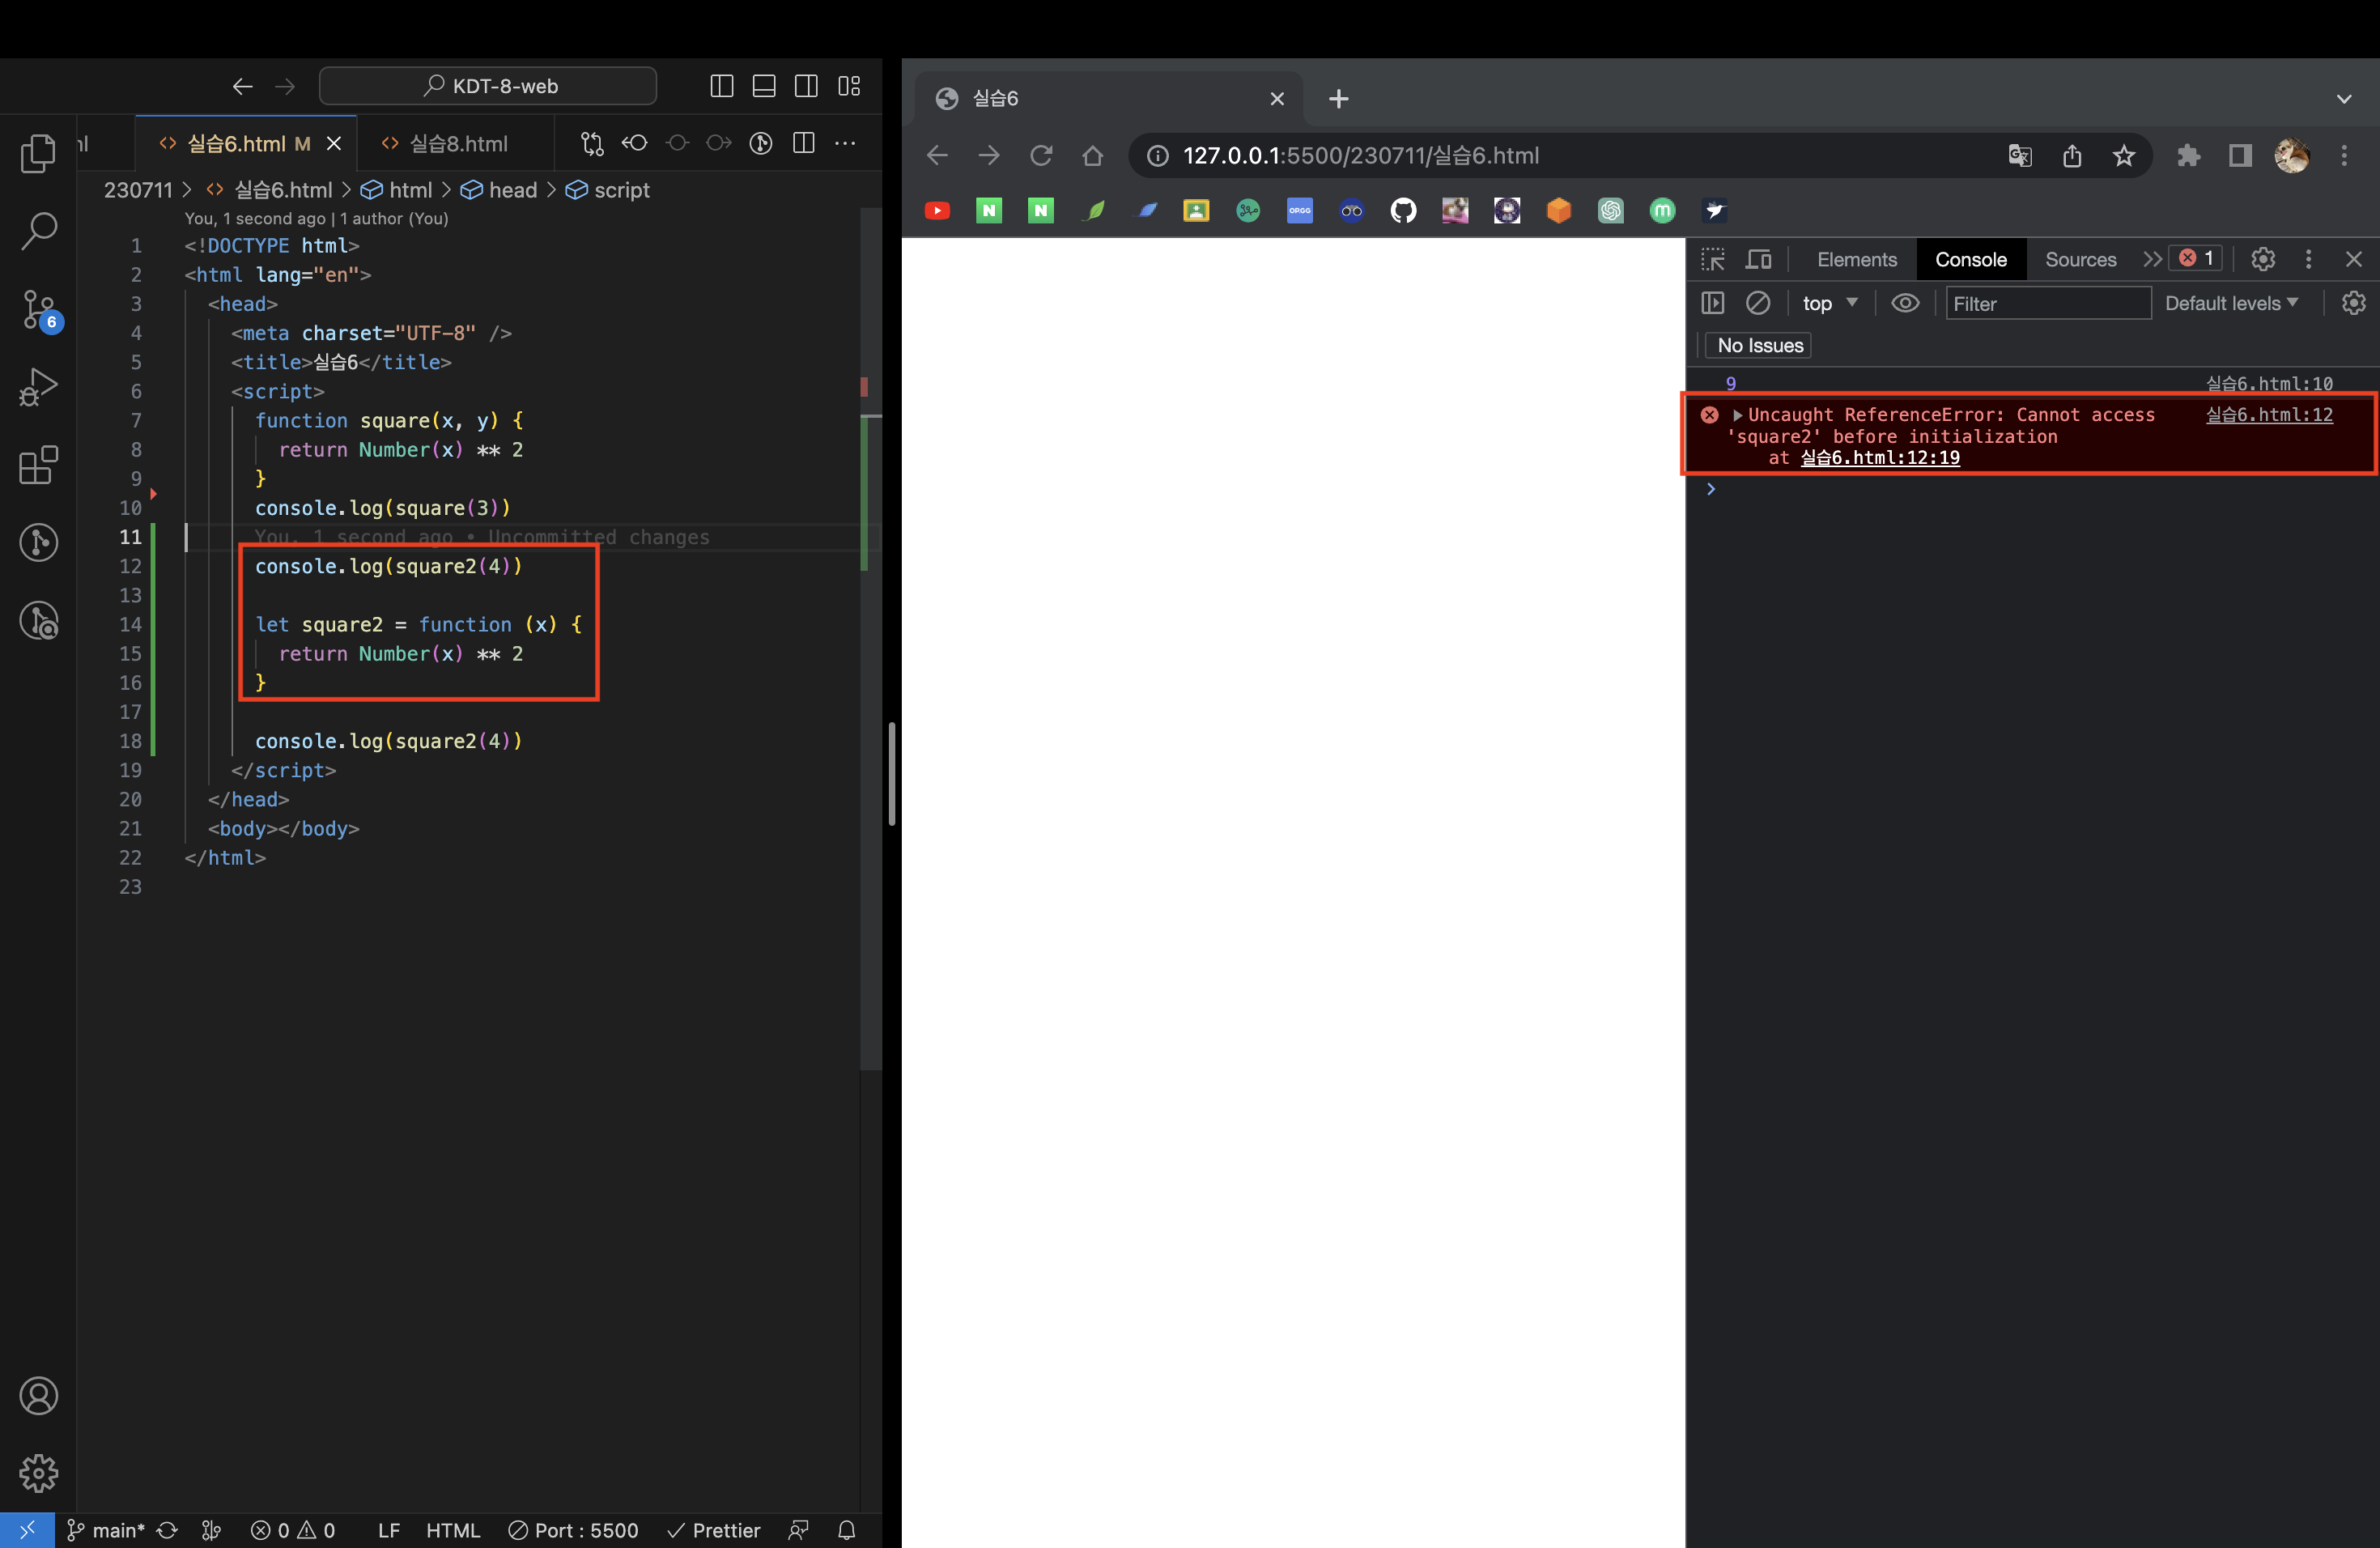 KDT-8-web
실습6.html M
실습8.html
230711 > 실습6.html > html > head > script
You, 1 second ago | 1 author (You)
1 <!DOCTYPE html>
2 <html lang="en">
3 <head>
4 <meta charset="UTF-8" />
5 <title>실습6</title>
6 <script>
7 function square(x, y) {
8 return Number(x) ** 2
9 }
10 console.log(square(3))
11 You, 1 second ago • Uncommitted changes
12 console.log(square2(4))
13
14 let square2 = function (x) {
15 return Number(x) ** 2
16 }
17
18 console.log(square2(4))
19 </script>
20 </head>
21 <body></body>
22 </html>
23
6
main* 0 0 LF HTML Port : 5500 Prettier
실습6
127.0.0.1:5500/230711/실습6.html
N N OP.GG m
Elements Console Sources 1
top Filter Default levels
No Issues
9 실습6.html:10
Uncaught ReferenceError: Cannot access 실습6.html:12
'square2' before initialization
at 실습6.html:12:19